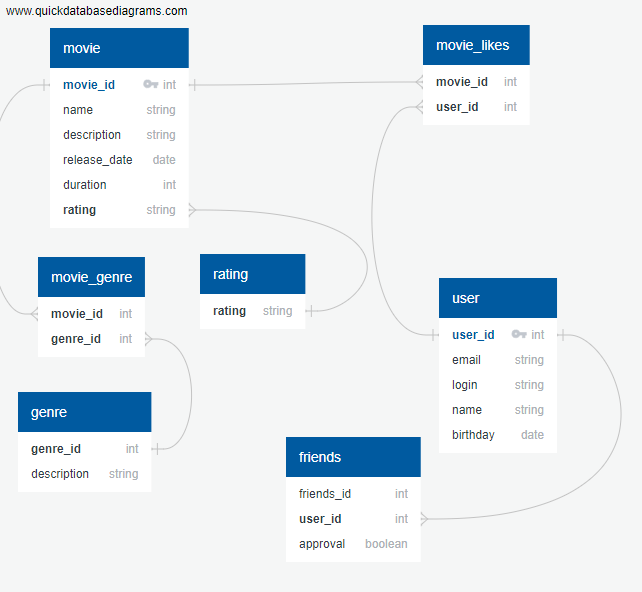 www.quickdatabasediagrams.com
movie
movie_id int
name string
description string
release_date date
duration int
rating string
movie_likes
movie_id int
user_id int
movie_genre
movie_id int
genre_id int
rating
rating string
user
user_id int
email string
login string
name string
birthday date
genre
genre_id int
description string
friends
friends_id int
user_id int
approval boolean